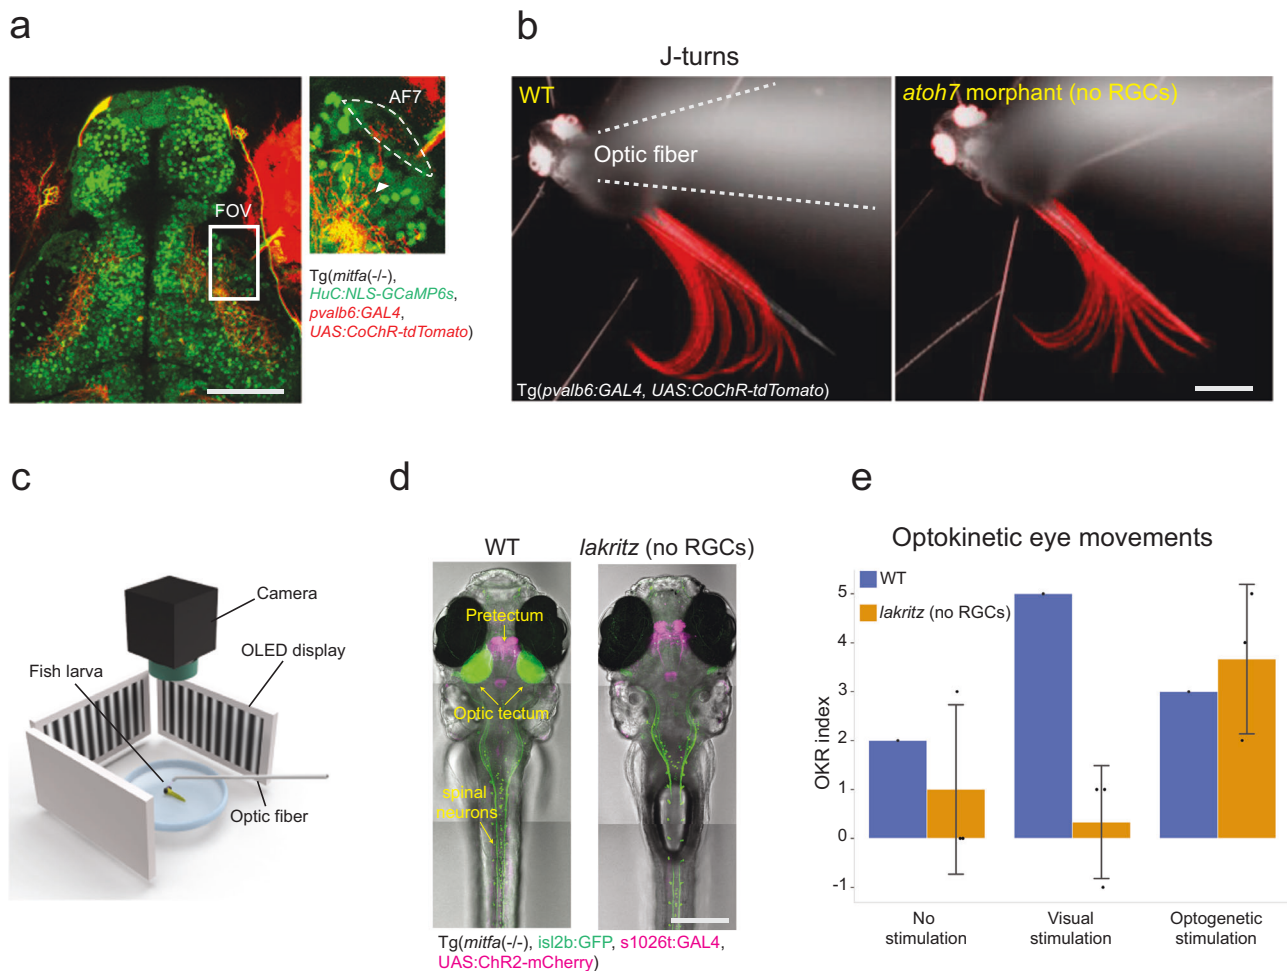 a
FOV
AF7
Tg(mitfa(-/-),
HuC:NLS-GCaMP6s,
pvalb6:GAL4,
UAS:CoChR-tdTomato)
b
J-turns
WT
Optic fiber
Tg(pvalb6:GAL4, UAS:CoChR-tdTomato)
atoh7 morphant (no RGCs)
c
Camera
OLED display
Fish larva
Optic fiber
d
WT
lakritz (no RGCs)
Pretectum
Optic tectum
spinal
neurons
Tg(mitfa(-/-), isl2b:GFP, s1026t:GAL4,
UAS:ChR2-mCherry)
e
Optokinetic eye movements
WT
lakritz (no RGCs)
OKR index
5
4
3
2
1
0
-1
No
stimulation
Visual
stimulation
Optogenetic
stimulation